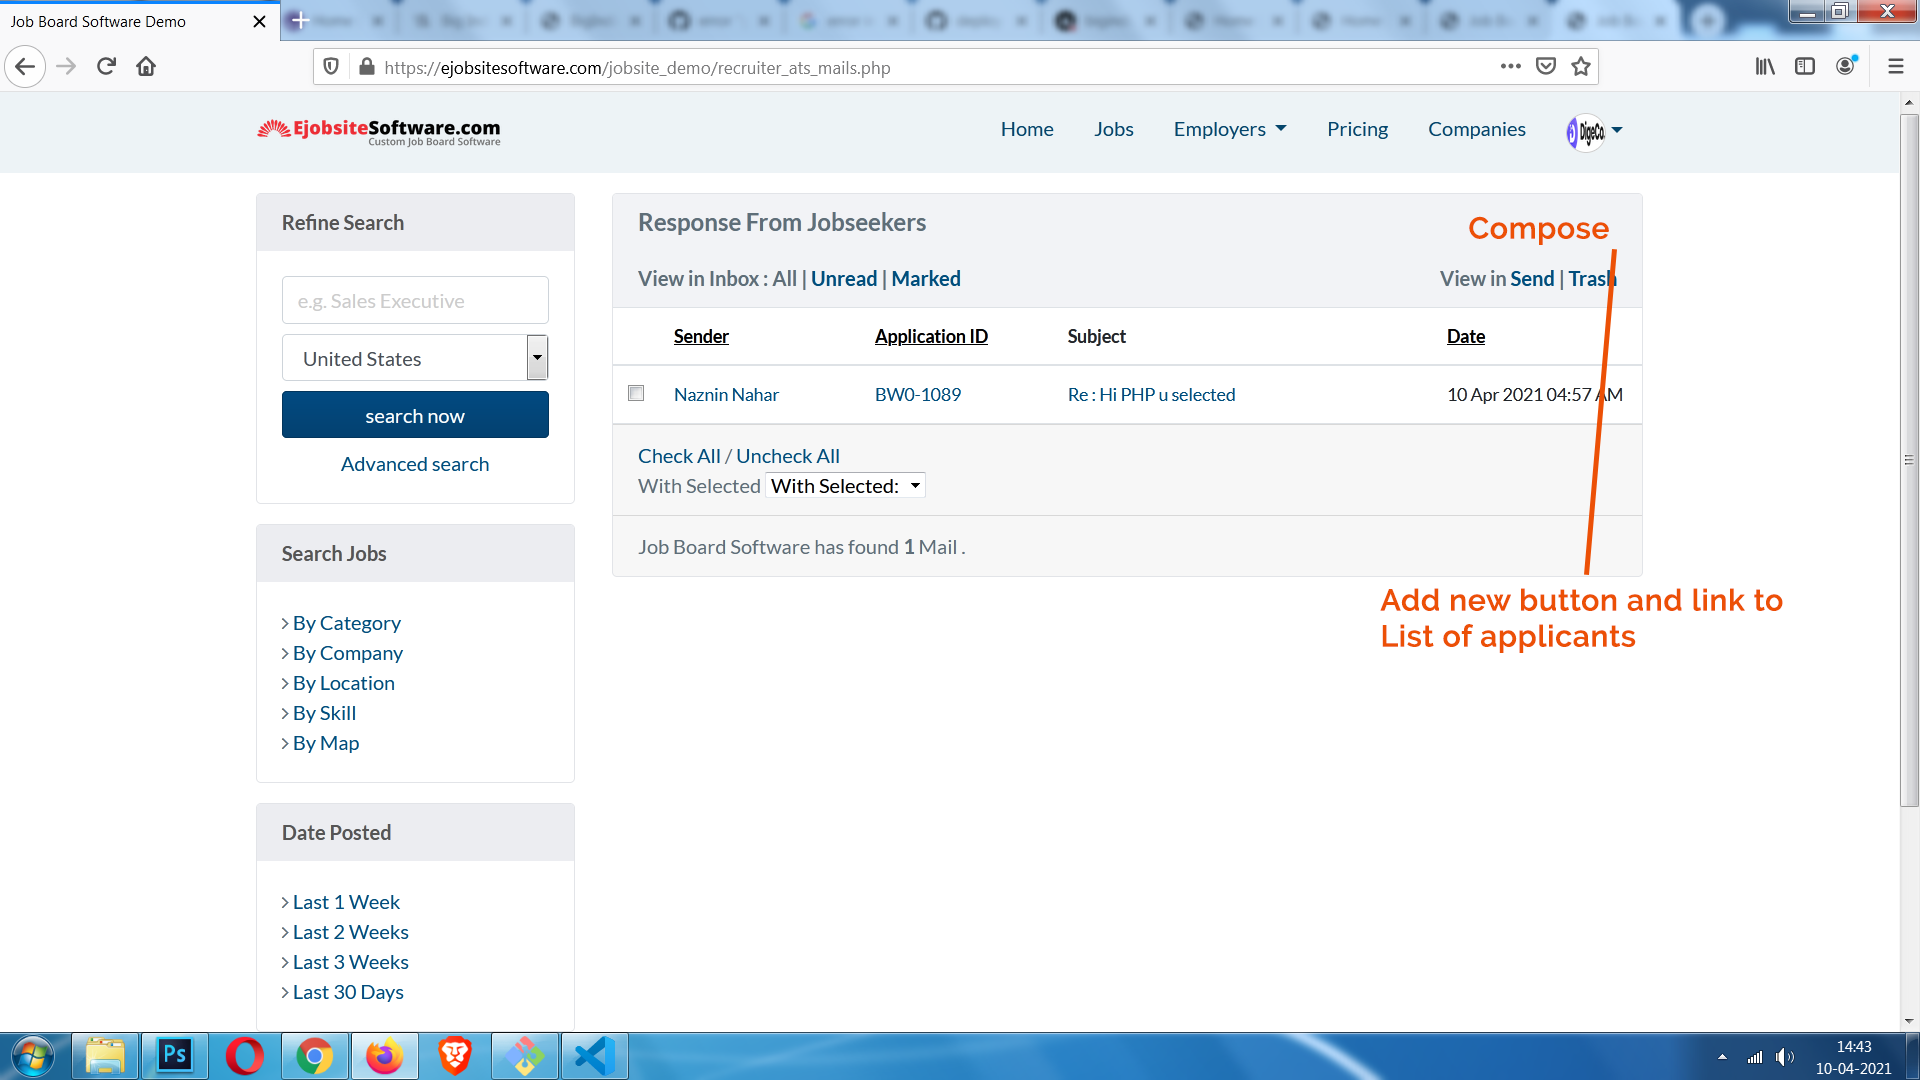 Job Board Software Demo
https://ejobsitesoftware.com/jobsite_demo/recruiter_ats_mails.php
EjobsiteSoftware.com
Custom Job Board Software
Home
Jobs
Employers
Pricing
Companies
DigeCo
Refine Search
e.g. Sales Executive
United States
search now
Advanced search
Search Jobs
By Category
By Company
By Location
By Skill
By Map
Date Posted
Last 1 Week
Last 2 Weeks
Last 3 Weeks
Last 30 Days
Response From Jobseekers
Compose
View in Inbox : All | Unread | Marked
View in Send | Trash
Sender Application ID Subject Date
Naznin Nahar BW0-1089 Re : Hi PHP u selected 10 Apr 2021 04:57 AM
Check All / Uncheck All
With Selected With Selected:
Job Board Software has found 1 Mail .
Add new button and link to
List of applicants
Ps
14:43
10-04-2021